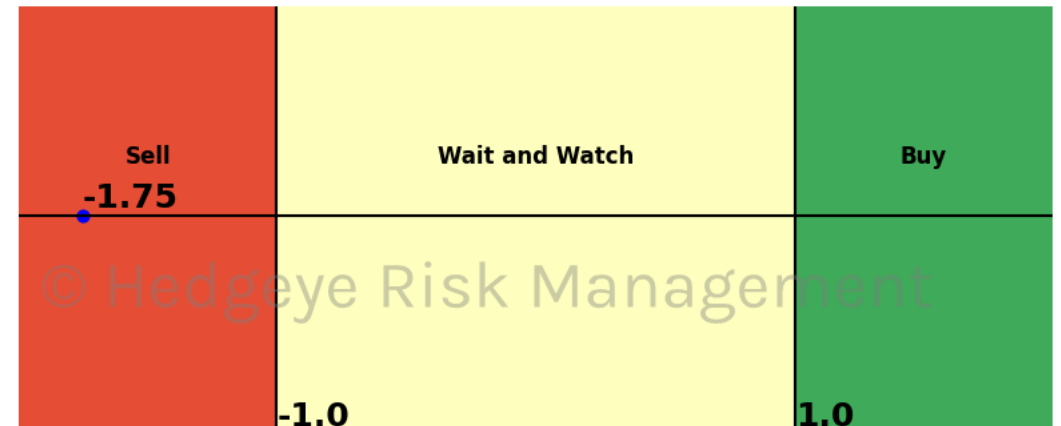 Sell
Wait and Watch
Buy
-1.75
© Hedgeye Risk Management
-1.0
1.0